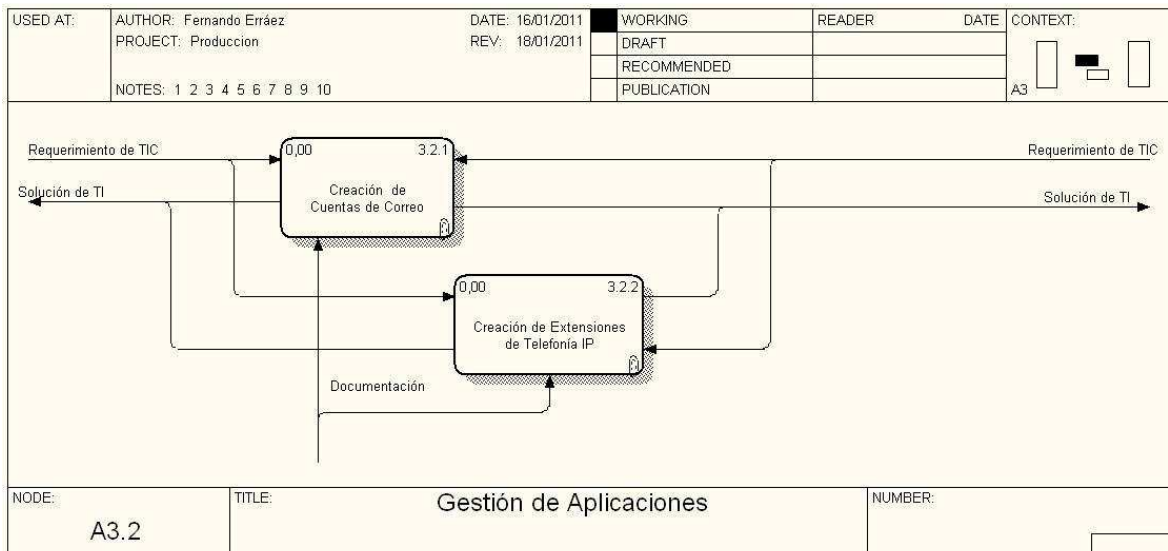 USED AT:
AUTHOR: Fernando Erráez
DATE: 16/01/2011
PROJECT: Produccion
REV: 18/01/2011
NOTES: 1 2 3 4 5 6 7 8 9 10
WORKING
DRAFT
RECOMMENDED
PUBLICATION
READER DATE
CONTEXT:
A3
Requerimiento de TIC
Solución de TI
0,00 3.2.1
Creación de
Cuentas de Correo
Requerimiento de TIC
Solución de TI
0,00 3.2.2
Creación de Extensiones
de Telefonía IP
Documentación
NODE:
A3.2
TITLE:
Gestión de Aplicaciones
NUMBER: